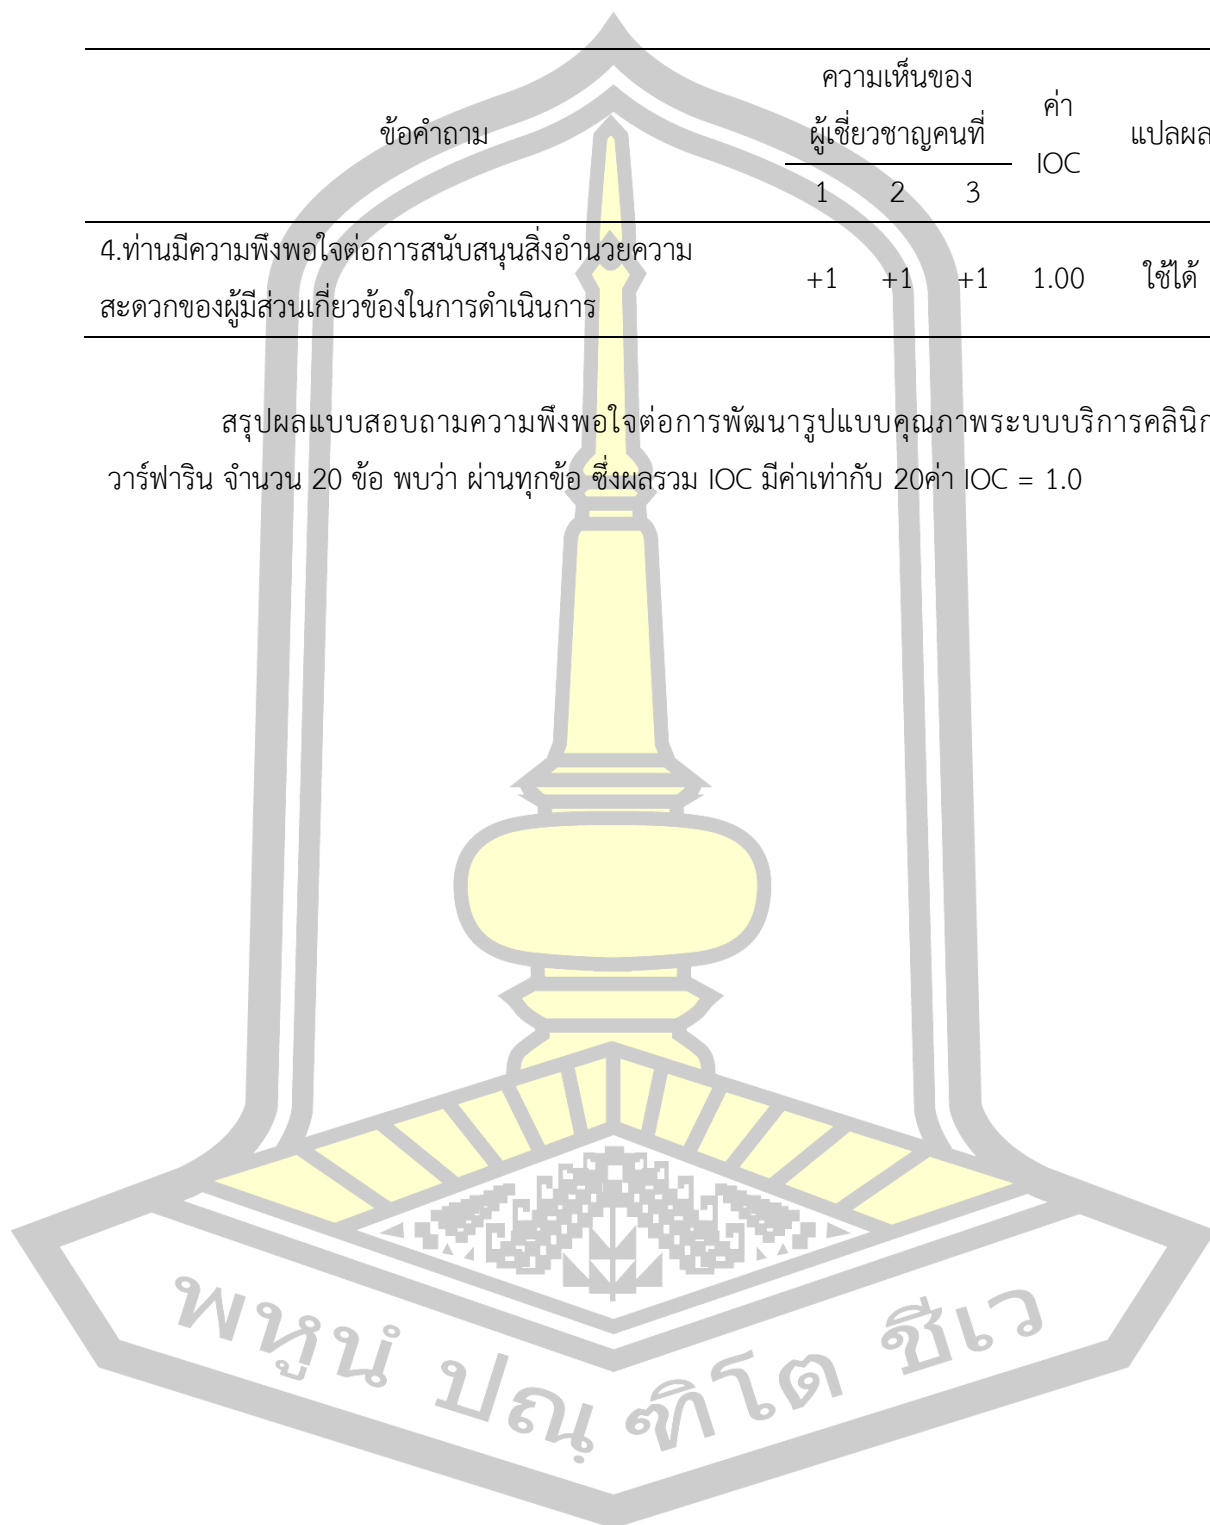 ความเห็นของ
ข้อคำถาม ผู้เชี่ยวชาญคนที่ ค่า IOC แปลผล
1 2 3
4.ท่านมีความพึงพอใจต่อการสนับสนุนสิ่งอำนวยความ
สะดวกของผู้มีส่วนเกี่ยวข้องในการดำเนินการ
+1 +1 +1 1.00 ใช้ได้
สรุปผลแบบสอบถามความพึงพอใจต่อการพัฒนารูปแบบคุณภาพระบบบริการคลินิก
วาร์ฟาริน จำนวน 20 ข้อ พบว่า ผ่านทุกข้อ ซึ่งผลรวม IOC มีค่าเท่ากับ 20ค่า IOC = 1.0
พหูนํ ปณฺฑิโต ชีเว